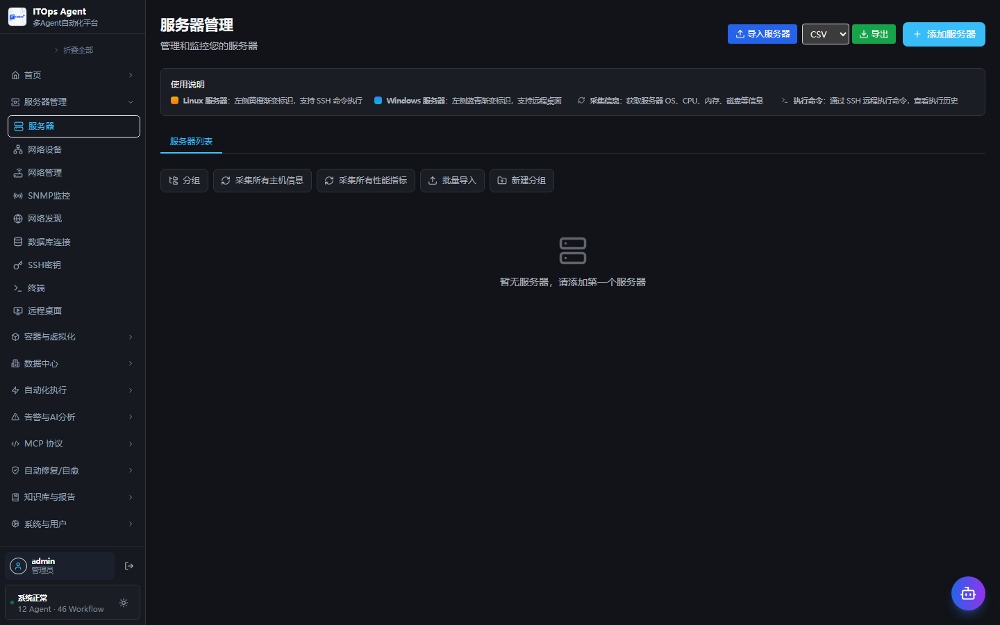 ITOps Agent
多Agent自动化平台
折叠全部
首页
服务器管理
服务器
网络设备
网络管理
SNMP监控
网络发现
数据库连接
SSH密钥
终端
远程桌面
容器与虚拟化
数据中心
自动化执行
告警与AI分析
MCP 协议
自动修复/自愈
知识库与报告
系统与用户
admin
管理员
系统正常
12 Agent · 46 Workflow
服务器管理
管理和监控您的服务器
导入服务器
CSV
导出
添加服务器
使用说明
Linux 服务器：左侧黄橙渐变标识，支持 SSH 命令执行
Windows 服务器：左侧蓝青渐变标识，支持远程桌面
采集信息：获取服务器 OS、CPU、内存、磁盘等信息
执行命令：通过 SSH 远程执行命令，查看执行历史
服务器列表
分组
采集所有主机信息
采集所有性能指标
批量导入
新建分组
暂无服务器，请添加第一个服务器